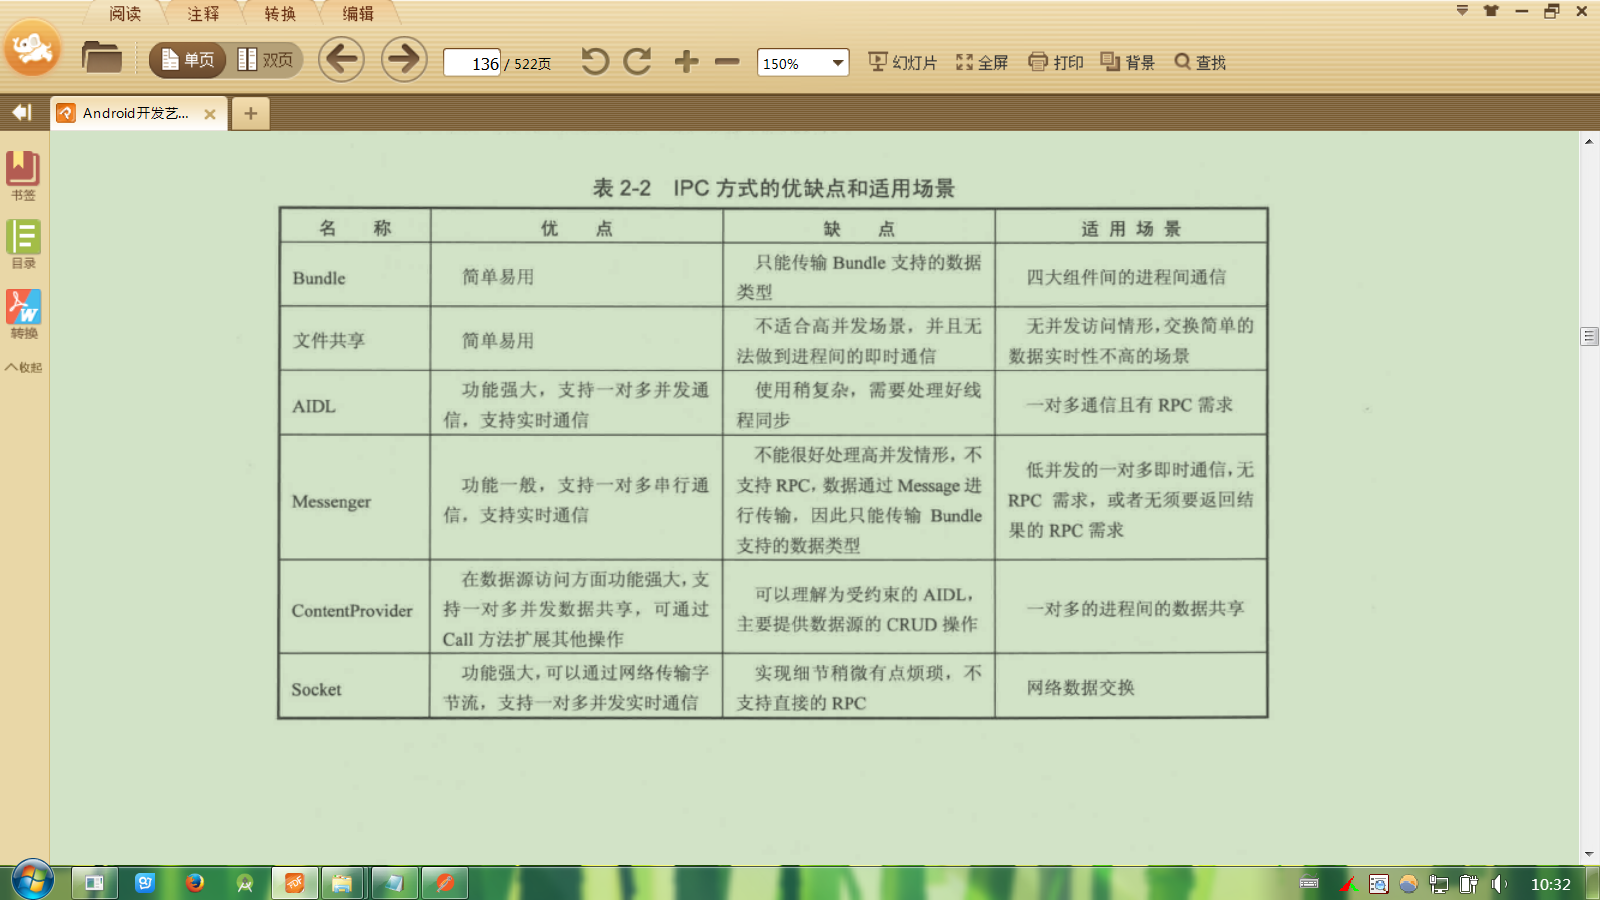 阅读 注释 转换 编辑
单页 双页 136 / 522页 150% 幻灯片 全屏 打印 背景 查找
Android开发艺...
书签
目录
转换
收起
表 2-2 IPC 方式的优缺点和适用场景
名 称 优 点 缺 点 适 用 场 景
Bundle
简单易用
只能传输 Bundle 支持的数据
类型
四大组件间的进程间通信
文件共享
简单易用
不适合高并发场景，并且无
法做到进程间的即时通信
无并发访问情形，交换简单的
数据实时性不高的场景
AIDL
功能强大，支持一对多并发通
信，支持实时通信
使用稍复杂，需要处理好线
程同步
一对多通信且有 RPC 需求
Messenger
功能一般，支持一对多串行通
信，支持实时通信
不能很好处理高并发情形，不
支持 RPC，数据通过 Message 进
行传输，因此只能传输 Bundle
支持的数据类型
低并发的一对多即时通信，无
RPC 需求，或者无须要返回结
果的 RPC 需求
ContentProvider
在数据源访问方面功能强大，支
持一对多并发数据共享，可通过
Call 方法扩展其他操作
可以理解为受约束的 AIDL，
主要提供数据源的 CRUD 操作
一对多的进程间的数据共享
Socket
功能强大，可以通过网络传输字
节流，支持一对多并发实时通信
实现细节稍微有点烦琐，不
支持直接的 RPC
网络数据交换
10:32